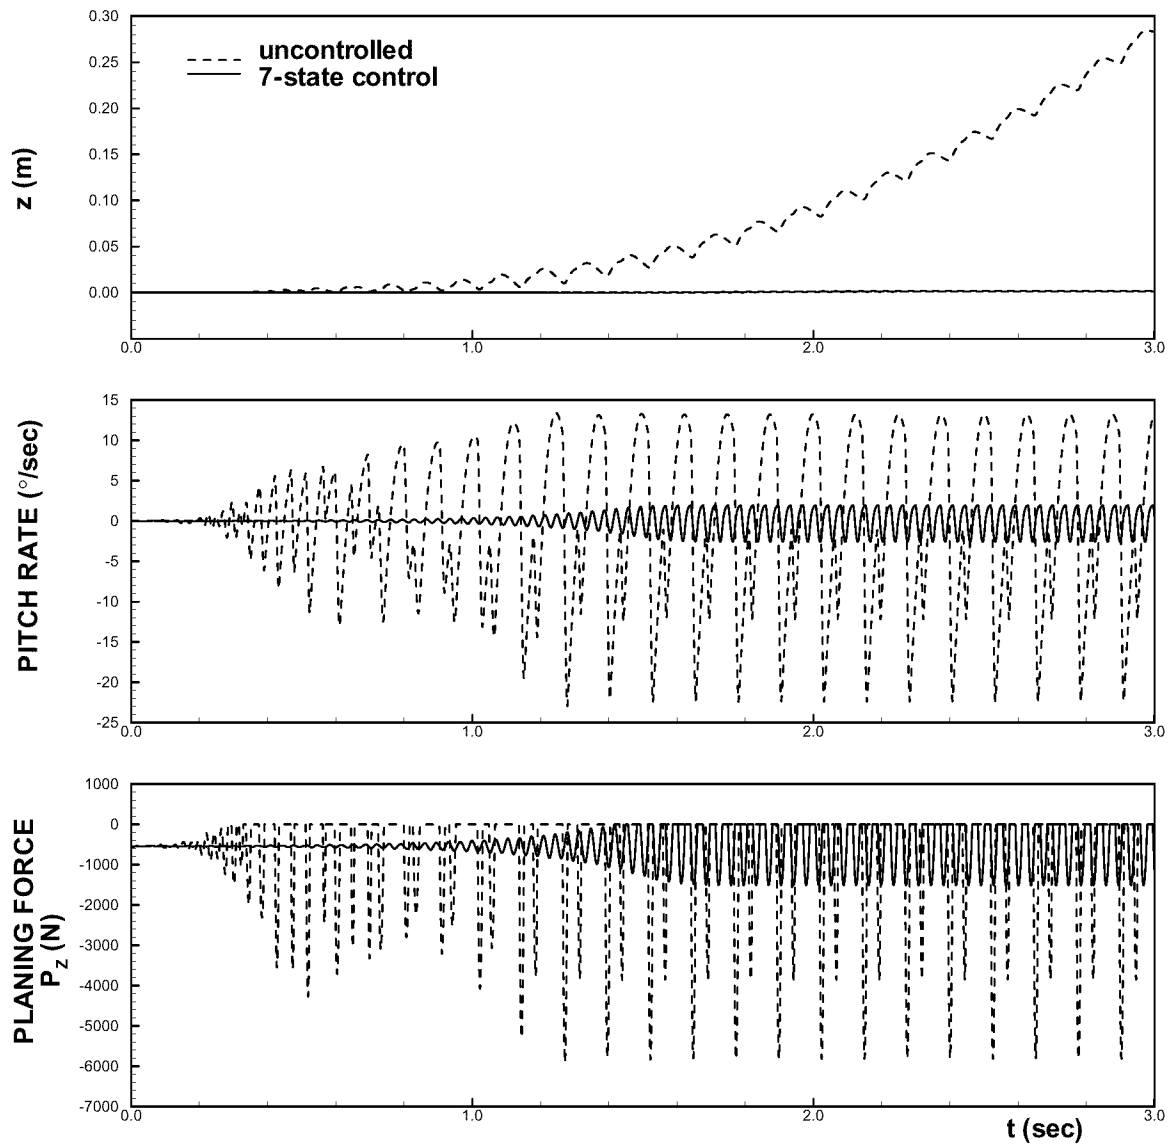 0.30
uncontrolled
7-state control
0.25
0.20
z (m)
0.15
0.10
0.05
0.00
0.0 1.0 2.0 3.0
15
10
5
PITCH RATE (°/sec)
0
-5
-10
-15
-20
-25
0.0 1.0 2.0 3.0
1000
0
-1000
PLANING FORCE
P_Z (N)
-2000
-3000
-4000
-5000
-6000
-7000
0.0 1.0 2.0 3.0
t (sec)